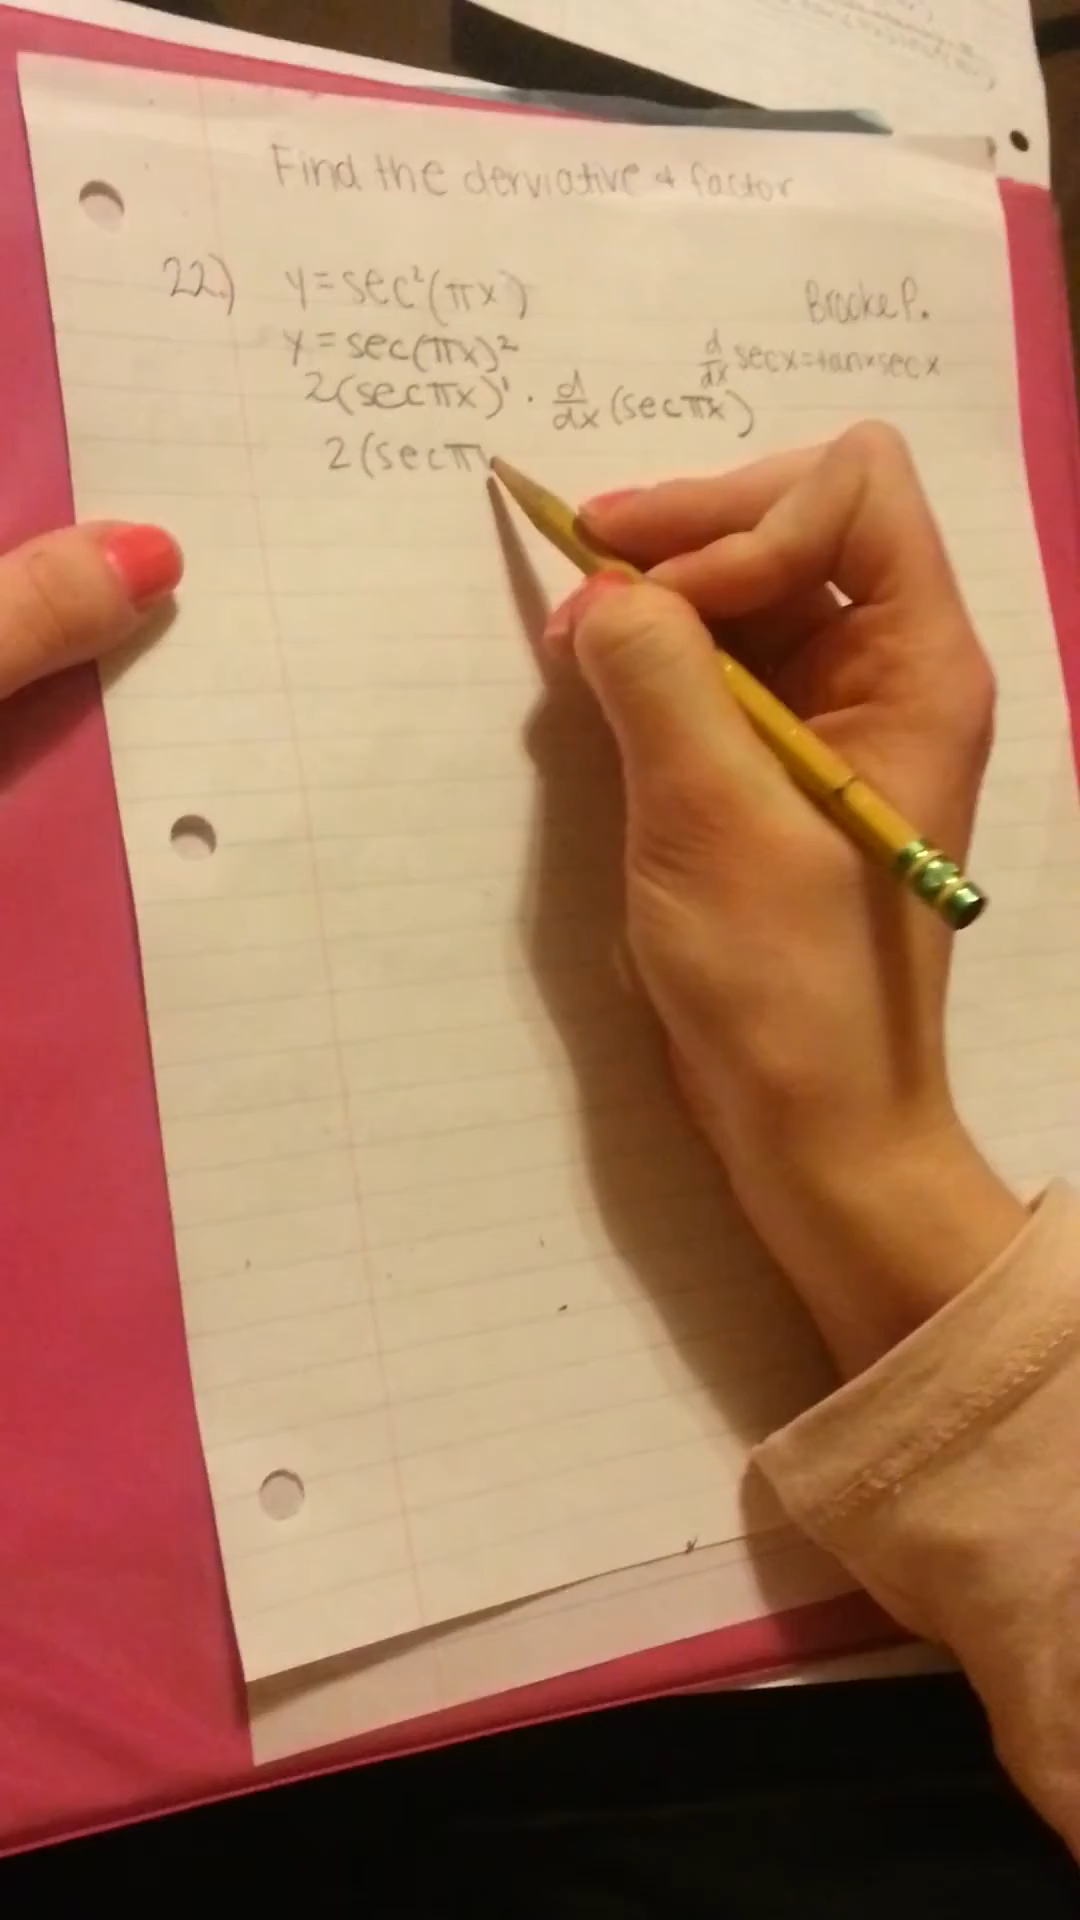 Find the derviative & factor
22.) y=sec²(πx)
Brooke P.
y=sec(πx)²
d/dx secx=tanxsecx
2(secπx)¹ · d/dx (secπx)
2(secπ